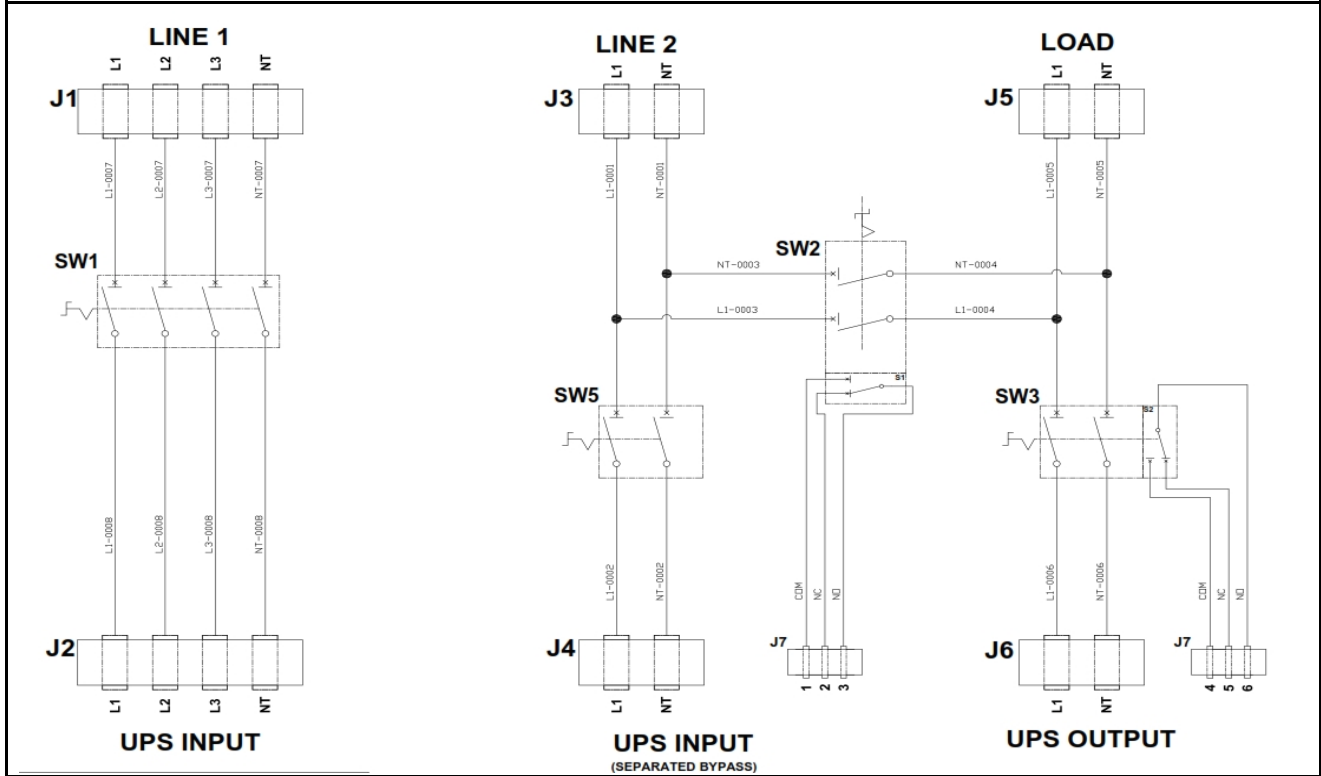 LINE 1
L1 L2 L3 NT
J1
L1-0007 L2-0007 L3-0007 NT-0007
SW1
L1-0008 L2-0008 L3-0008 NT-0008
J2
L1 L2 L3 NT
UPS INPUT
LINE 2
L1 NT
J3
L1-0001 NT-0001
SW2
NT-0003 NT-0004
L1-0003 L1-0004
S1
SW5
L1-0002 NT-0002
COM NC NO
J4
J7
L1 NT
1 2 3
UPS INPUT
(SEPARATED BYPASS)
LOAD
L1 NT
J5
L1-0005 NT-0005
SW3
S2
L1-0006 NT-0006
COM NC NO
J6
J7
L1 NT
4 5 6
UPS OUTPUT